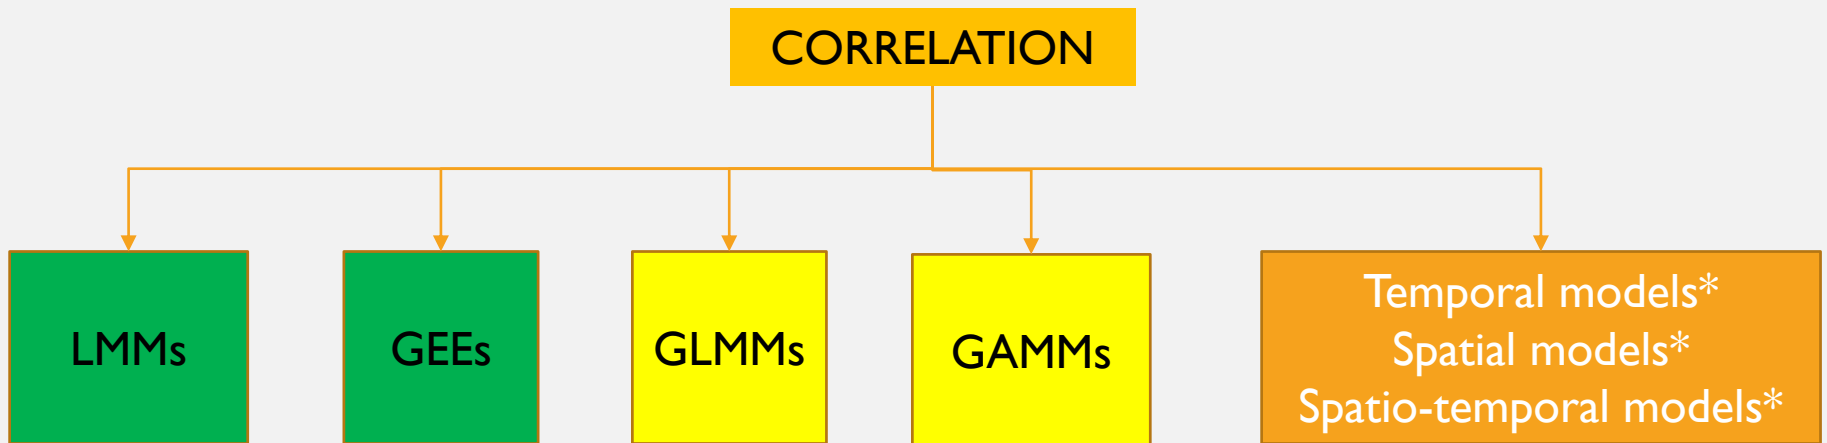 CORRELATION
LMMs
GEEs
GLMMs
GAMMs
Temporal models*
Spatial models*
Spatio-temporal models*